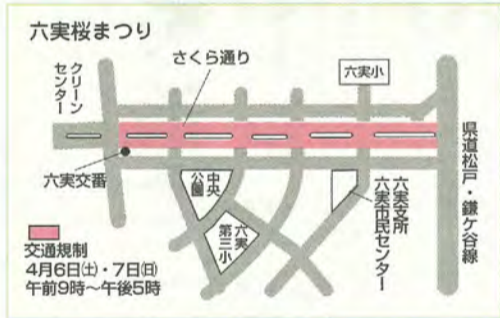 六実桜まつり
クリーンセンター
さくら通り
六実小
県道松戸・鎌ケ谷線
六実交番
中央公園
六実第三小
六実支所
六実市民センター
交通規制
4月6日㈯・7日㈰
午前9時〜午後5時